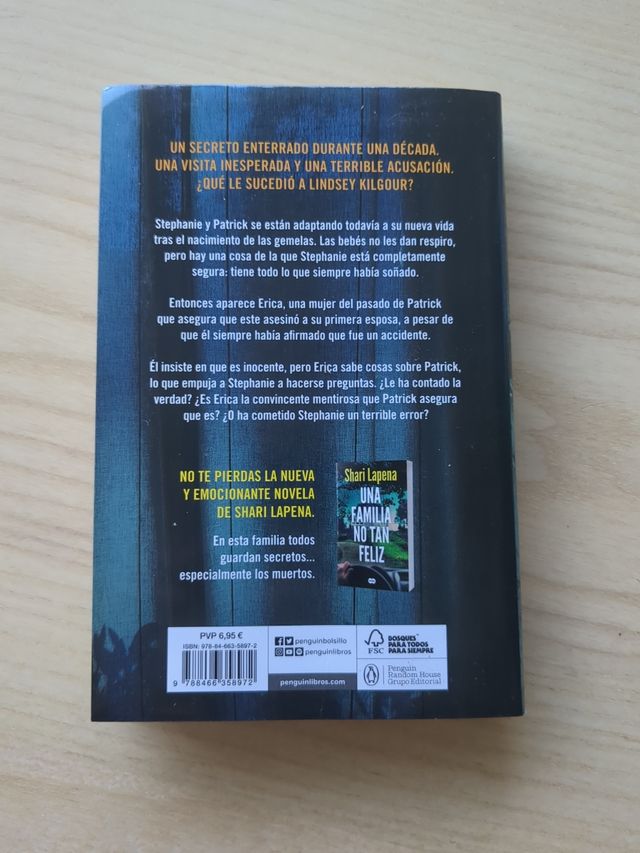 UN SECRETO ENTERRADO DURANTE UNA DÉCADA.
UNA VISITA INESPERADA Y UNA TERRIBLE ACUSACIÓN.
¿QUÉ LE SUCEDIÓ A LINDSEY KILGOUR?
Stephanie y Patrick se están adaptando todavía a su nueva vida
tras el nacimiento de las gemelas. Las bebés no les dan respiro,
pero hay una cosa de la que Stephanie está completamente
segura: tiene todo lo que siempre había soñado.
Entonces aparece Erica, una mujer del pasado de Patrick
que asegura que este asesinó a su primera esposa, a pesar de
que él siempre había afirmado que fue un accidente.
Él insiste en que es inocente, pero Erica sabe cosas sobre Patrick,
lo que empuja a Stephanie a hacerse preguntas. ¿Le ha contado la
verdad? ¿Es Erica la convincente mentirosa que Patrick asegura
que es? ¿O ha cometido Stephanie un terrible error?
NO TE PIERDAS LA NUEVA
Y EMOCIONANTE NOVELA
DE SHARI LAPENA.
En esta familia todos
guardan secretos...
especialmente los muertos.
Shari Lapena
UNA
FAMILIA
NO TAN
FELIZ
PVP 6,95 €
ISBN: 978-84-663-5897-2
9 788466 358972
penguinbolsillo
penguinlibros
penguinlibros.com
FSC
BOSQUES
PARA TODOS
PARA SIEMPRE
Penguin
Random House
Grupo Editorial